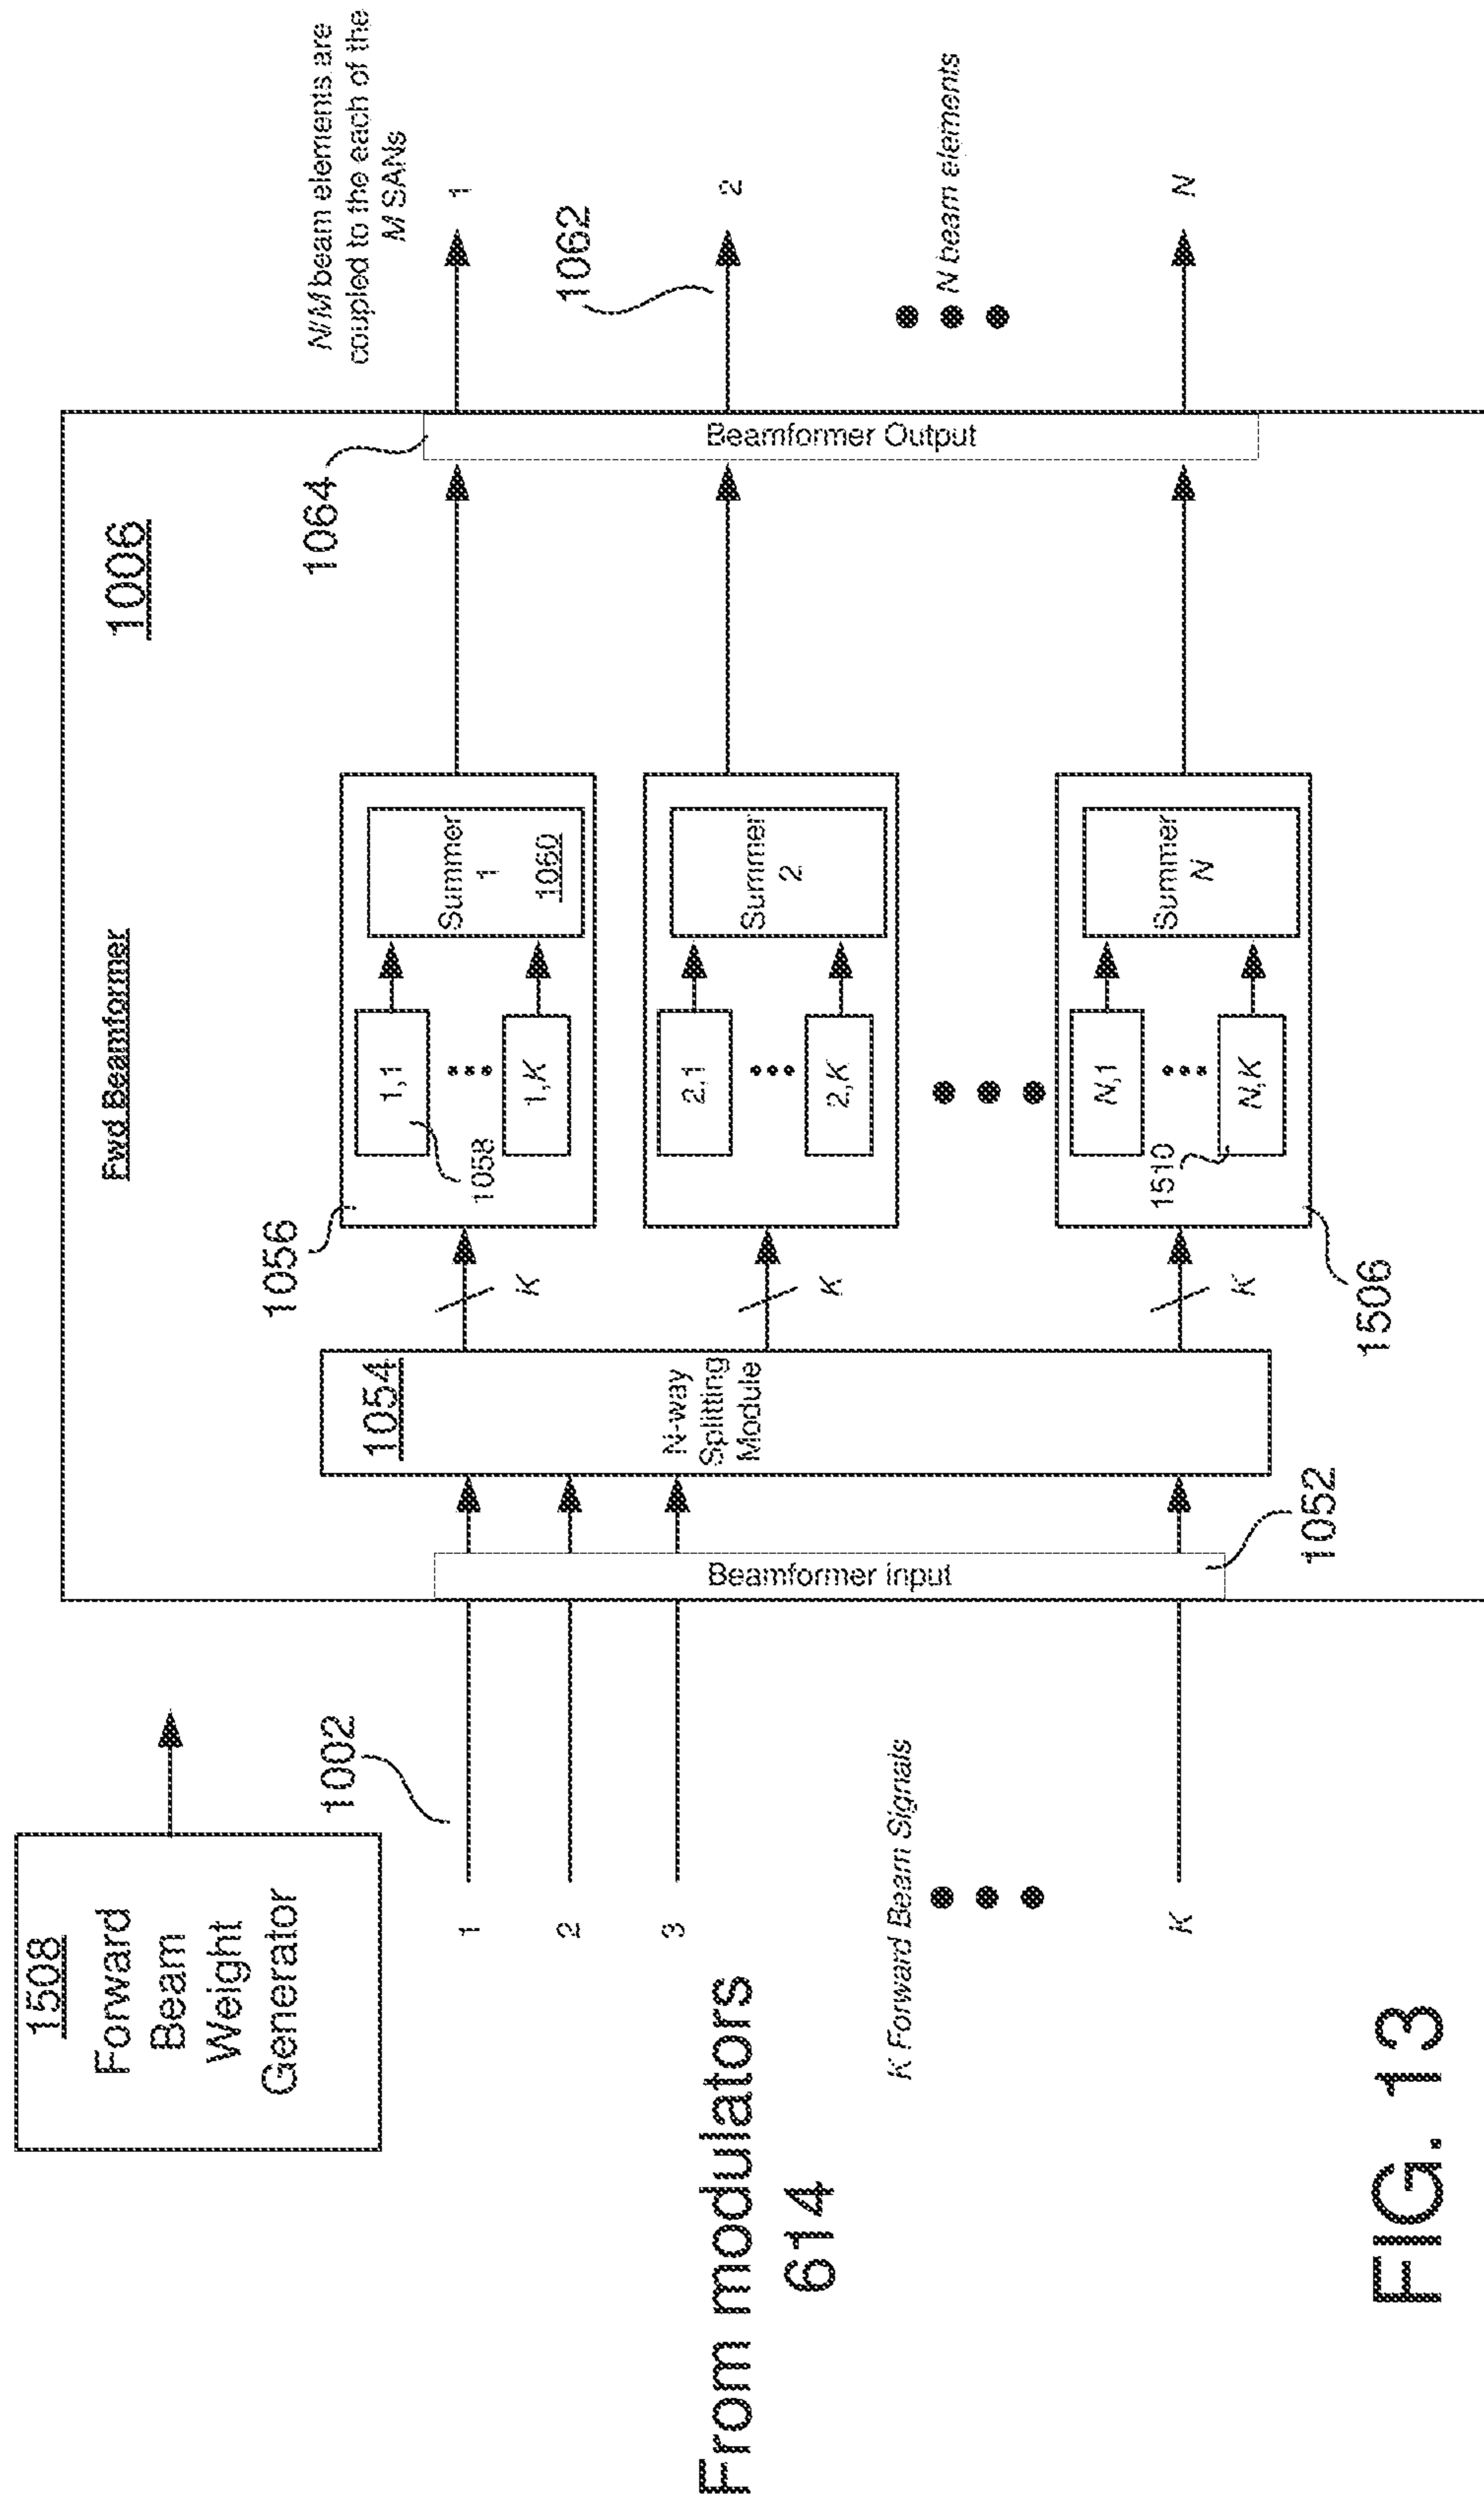 1508
Forward
Beam
Weight
Generator
From modulators
614
1002
1
2
3
K Forward Beam Signals
K
Fwd Beamformer
1006
Beamformer input
1052
1054
N-way
Splitting
Module
K
K
K
1056
1,1
1058
1,K
Summer
1
1060
2,1
2,K
Summer
2
N,1
1510
N,K
Summer
N
1506
1064
Beamformer Output
N/M beam elements are
coupled to the each of the
M SANs
1
1062
2
N beam elements
N
FIG. 13